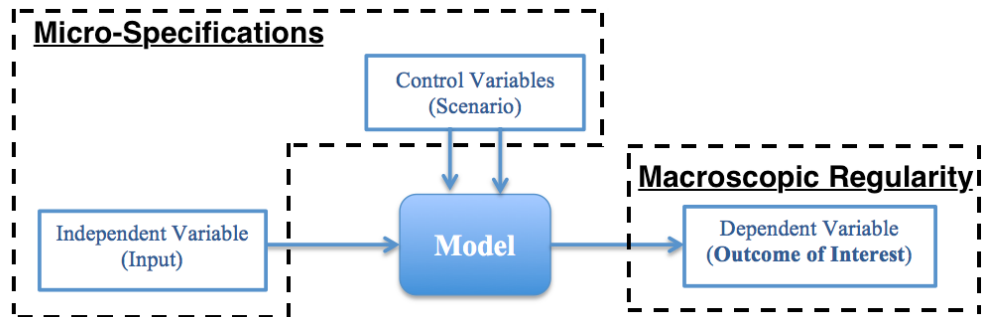 Micro-Specifications
Control Variables
(Scenario)
Macroscopic Regularity
Independent Variable
(Input)
Model
Dependent Variable
(Outcome of Interest)